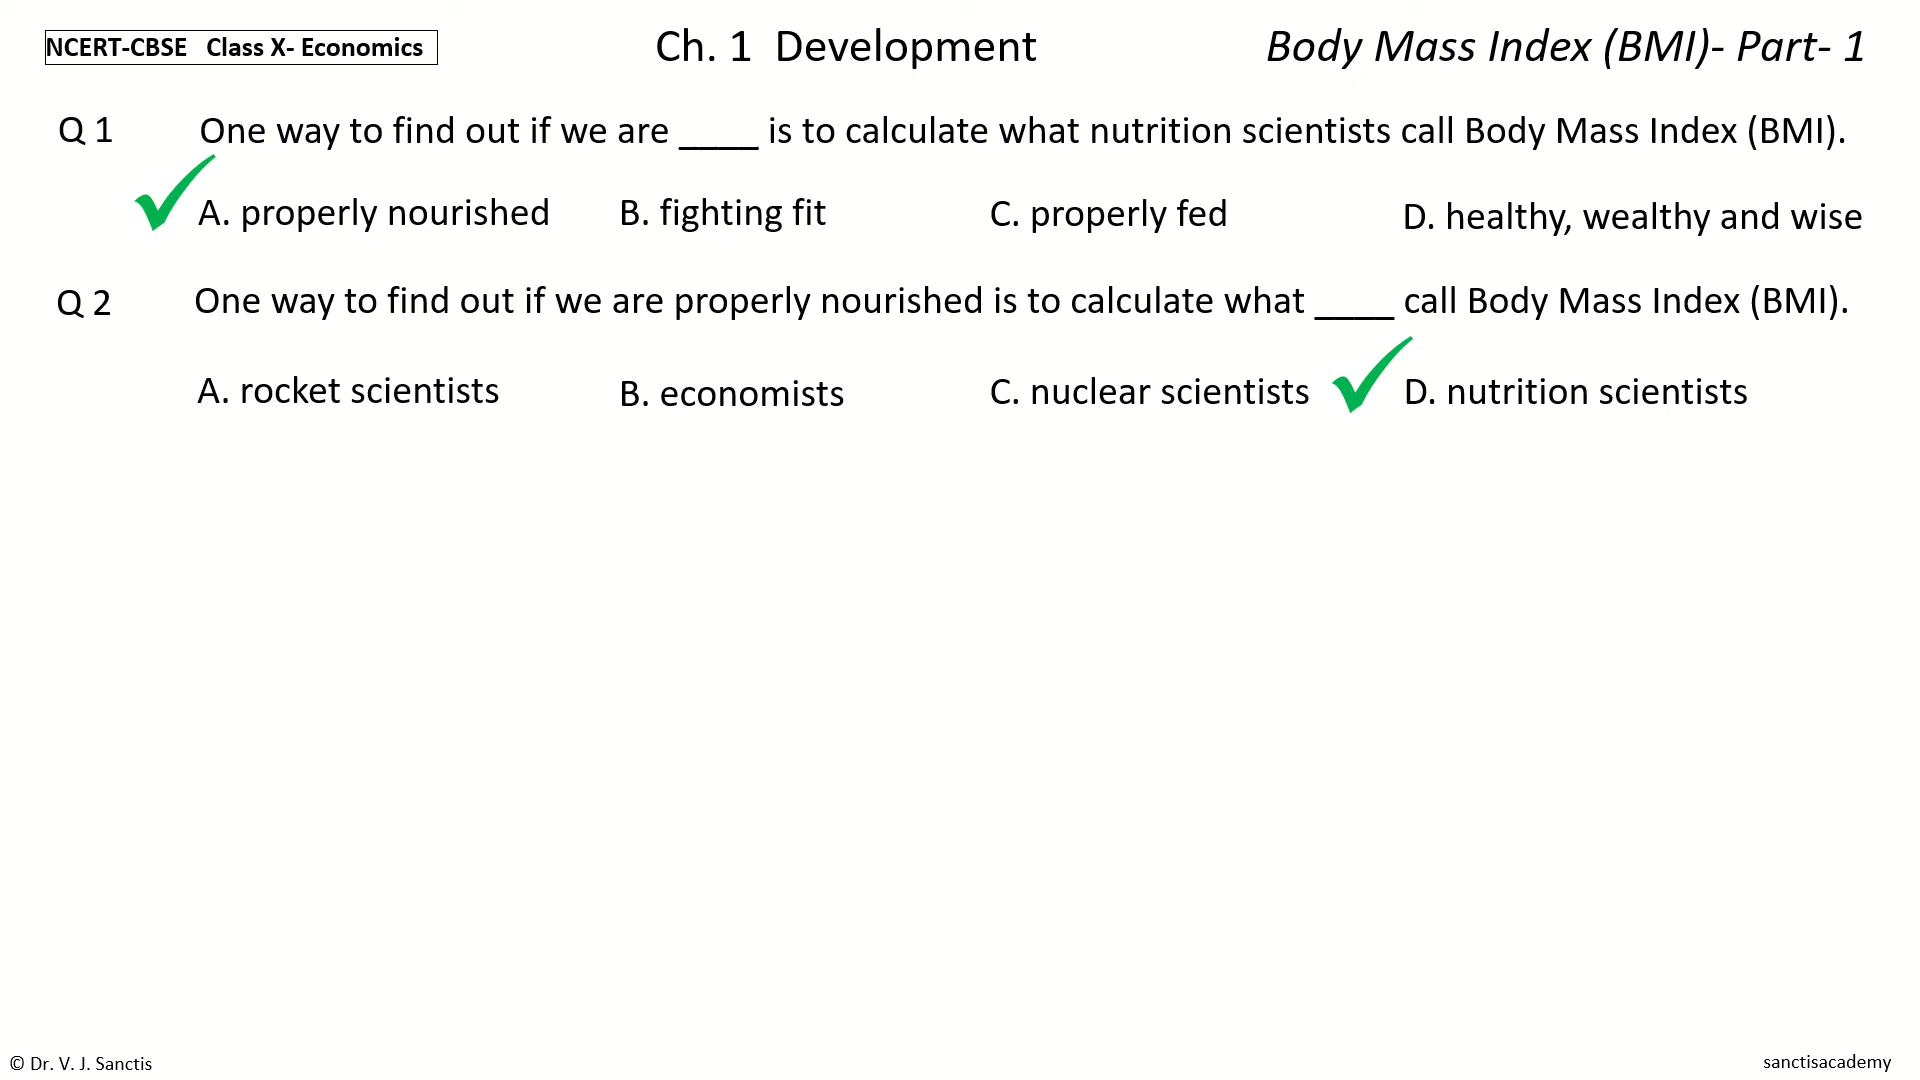 NCERT-CBSE Class X- Economics Ch. 1 Development Body Mass Index (BMI)- Part- 1
Q 1 One way to find out if we are ____ is to calculate what nutrition scientists call Body Mass Index (BMI).
A. properly nourished B. fighting fit C. properly fed D. healthy, wealthy and wise
Q 2 One way to find out if we are properly nourished is to calculate what ____ call Body Mass Index (BMI).
A. rocket scientists B. economists C. nuclear scientists D. nutrition scientists
© Dr. V. J. Sanctis sanctisacademy